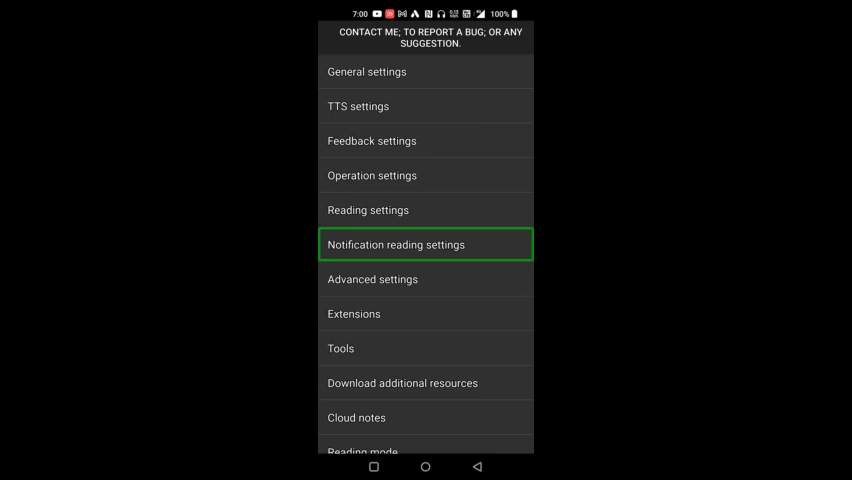 7:00
100%
CONTACT ME; TO REPORT A BUG; OR ANY
SUGGESTION.
General settings
TTS settings
Feedback settings
Operation settings
Reading settings
Notification reading settings
Advanced settings
Extensions
Tools
Download additional resources
Cloud notes
Reading mode